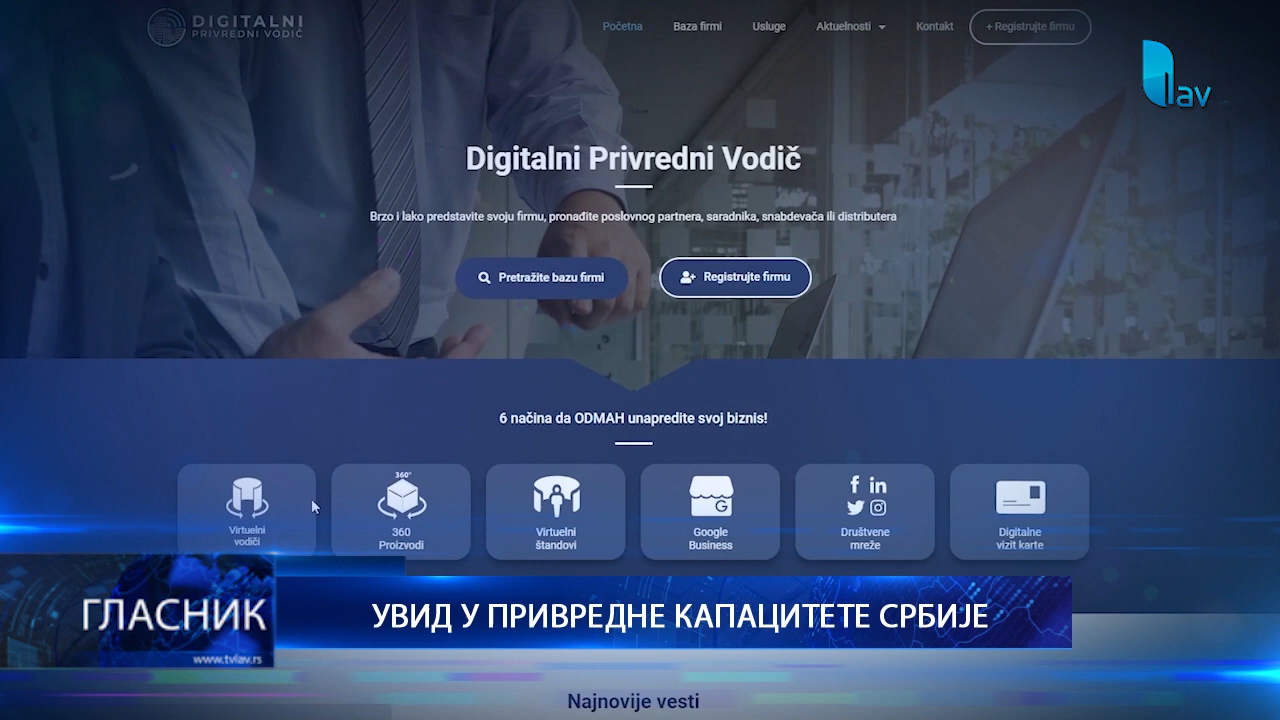 DIGITALNI
PRIVREDNI VODIČ
Početna
Baza firmi
Usluge
Aktuelnosti
Kontakt
+ Registrujte firmu
lav
Digitalni Privredni Vodič
Brzo i lako predstavite svoju firmu, pronađite poslovnog partnera, saradnika, snabdevača ili distributera
Pretražite bazu firmi
Registrujte firmu
6 načina da ODMAH unapredite svoj biznis!
Virtuelni
vodiči
360°
360
Proizvodi
Virtuelni
štandovi
G
Google
Business
f in
Društvene
mreže
Digitalne
vizit karte
ГЛАСНИК
www.tvlav.rs
УВИД У ПРИВРЕДНЕ КАПАЦИТЕТЕ СРБИЈЕ
Najnovije vesti